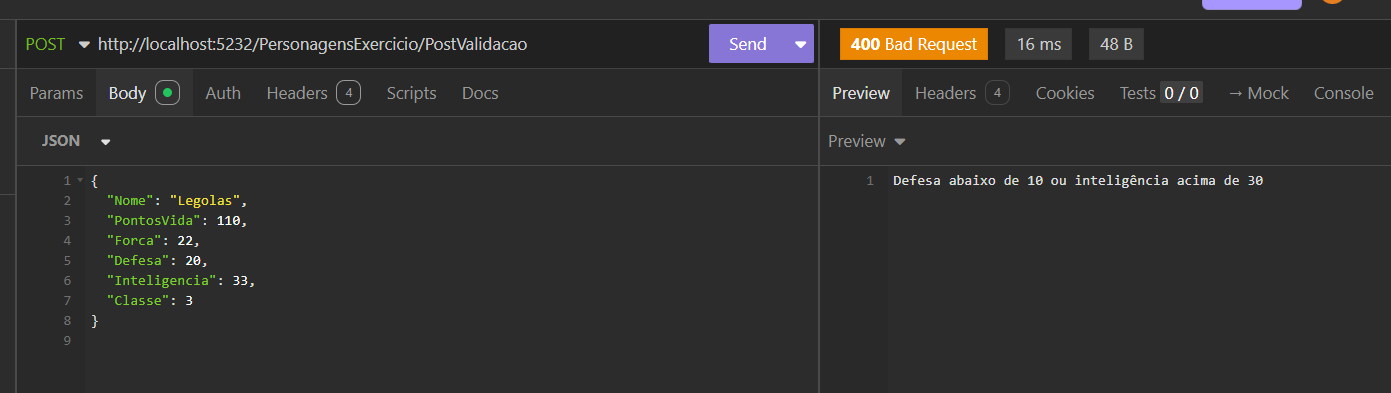 POST http://localhost:5232/PersonagensExercicio/PostValidacao Send
400 Bad Request 16 ms 48 B
Params Body Auth Headers 4 Scripts Docs
Preview Headers 4 Cookies Tests 0 / 0 → Mock Console
JSON
Preview
1 {
2 "Nome": "Legolas",
3 "PontosVida": 110,
4 "Forca": 22,
5 "Defesa": 20,
6 "Inteligencia": 33,
7 "Classe": 3
8 }
9
1 Defesa abaixo de 10 ou inteligência acima de 30